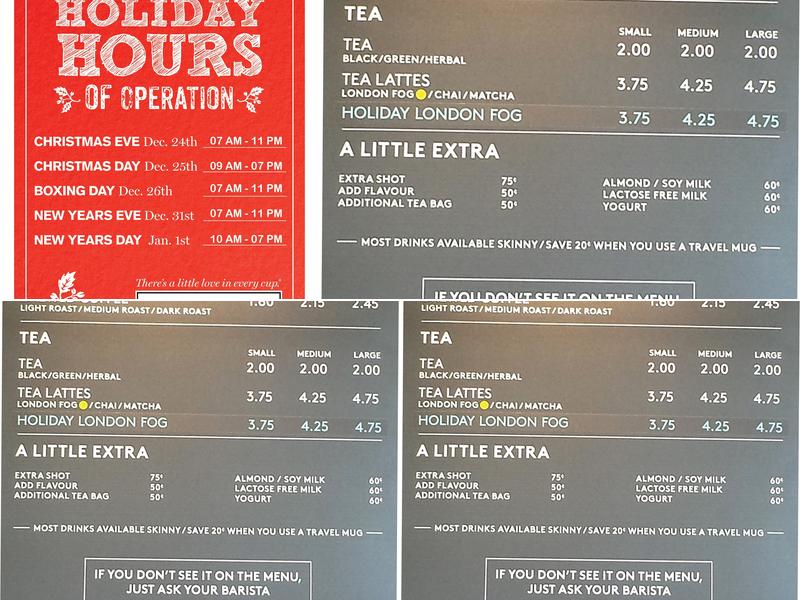 HOLIDAY
HOURS
OF OPERATION
CHRISTMAS EVE Dec. 24th 07 AM - 11 PM
CHRISTMAS DAY Dec. 25th 09 AM - 07 PM
BOXING DAY Dec. 26th 07 AM - 11 PM
NEW YEARS EVE Dec. 31st 07 AM - 11 PM
NEW YEARS DAY Jan. 1st 10 AM - 07 PM
There's a little love in every cup.
TEA
SMALL MEDIUM LARGE
TEA 2.00 2.00 2.00
BLACK/GREEN/HERBAL
TEA LATTES 3.75 4.25 4.75
LONDON FOG / CHAI / MATCHA
HOLIDAY LONDON FOG 3.75 4.25 4.75
A LITTLE EXTRA
EXTRA SHOT 75¢ ALMOND / SOY MILK 60¢
ADD FLAVOUR 50¢ LACTOSE FREE MILK 60¢
ADDITIONAL TEA BAG 50¢ YOGURT 60¢
MOST DRINKS AVAILABLE SKINNY / SAVE 20¢ WHEN YOU USE A TRAVEL MUG
IF YOU DON'T SEE IT ON THE MENU,
1.80 2.15 2.45
LIGHT ROAST / MEDIUM ROAST / DARK ROAST
TEA
SMALL MEDIUM LARGE
TEA 2.00 2.00 2.00
BLACK/GREEN/HERBAL
TEA LATTES 3.75 4.25 4.75
LONDON FOG / CHAI / MATCHA
HOLIDAY LONDON FOG 3.75 4.25 4.75
A LITTLE EXTRA
EXTRA SHOT 75¢ ALMOND / SOY MILK 60¢
ADD FLAVOUR 50¢ LACTOSE FREE MILK 60¢
ADDITIONAL TEA BAG 50¢ YOGURT 60¢
MOST DRINKS AVAILABLE SKINNY / SAVE 20¢ WHEN YOU USE A TRAVEL MUG
IF YOU DON'T SEE IT ON THE MENU,
JUST ASK YOUR BARISTA
1.80 2.15 2.45
LIGHT ROAST / MEDIUM ROAST / DARK ROAST
TEA
SMALL MEDIUM LARGE
TEA 2.00 2.00 2.00
BLACK/GREEN/HERBAL
TEA LATTES 3.75 4.25 4.75
LONDON FOG / CHAI / MATCHA
HOLIDAY LONDON FOG 3.75 4.25 4.75
A LITTLE EXTRA
EXTRA SHOT 75¢ ALMOND / SOY MILK 60¢
ADD FLAVOUR 50¢ LACTOSE FREE MILK 60¢
ADDITIONAL TEA BAG 50¢ YOGURT 60¢
MOST DRINKS AVAILABLE SKINNY / SAVE 20¢ WHEN YOU USE A TRAVEL MUG
IF YOU DON'T SEE IT ON THE MENU,
JUST ASK YOUR BARISTA